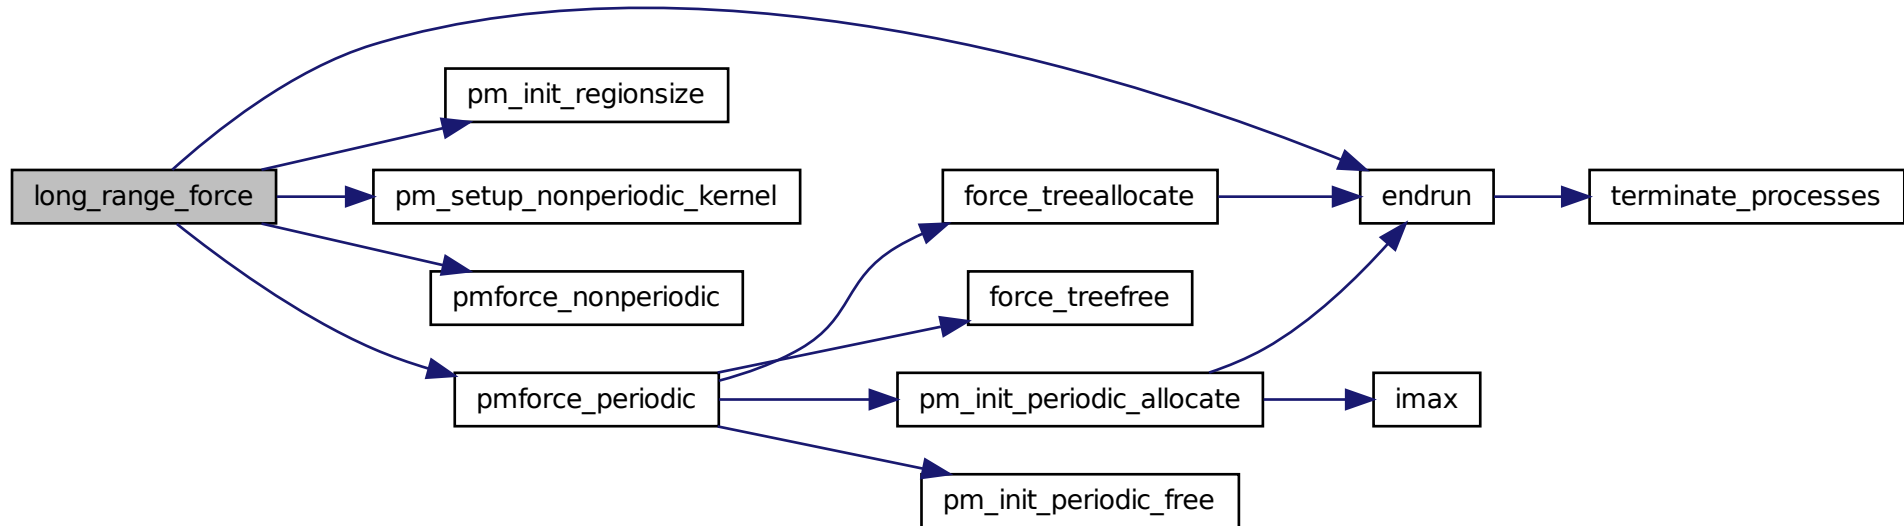 pm_init_regionsize
long_range_force
pm_setup_nonperiodic_kernel
force_treeallocate
endrun
terminate_processes
pmforce_nonperiodic
force_treefree
pmforce_periodic
pm_init_periodic_allocate
imax
pm_init_periodic_free